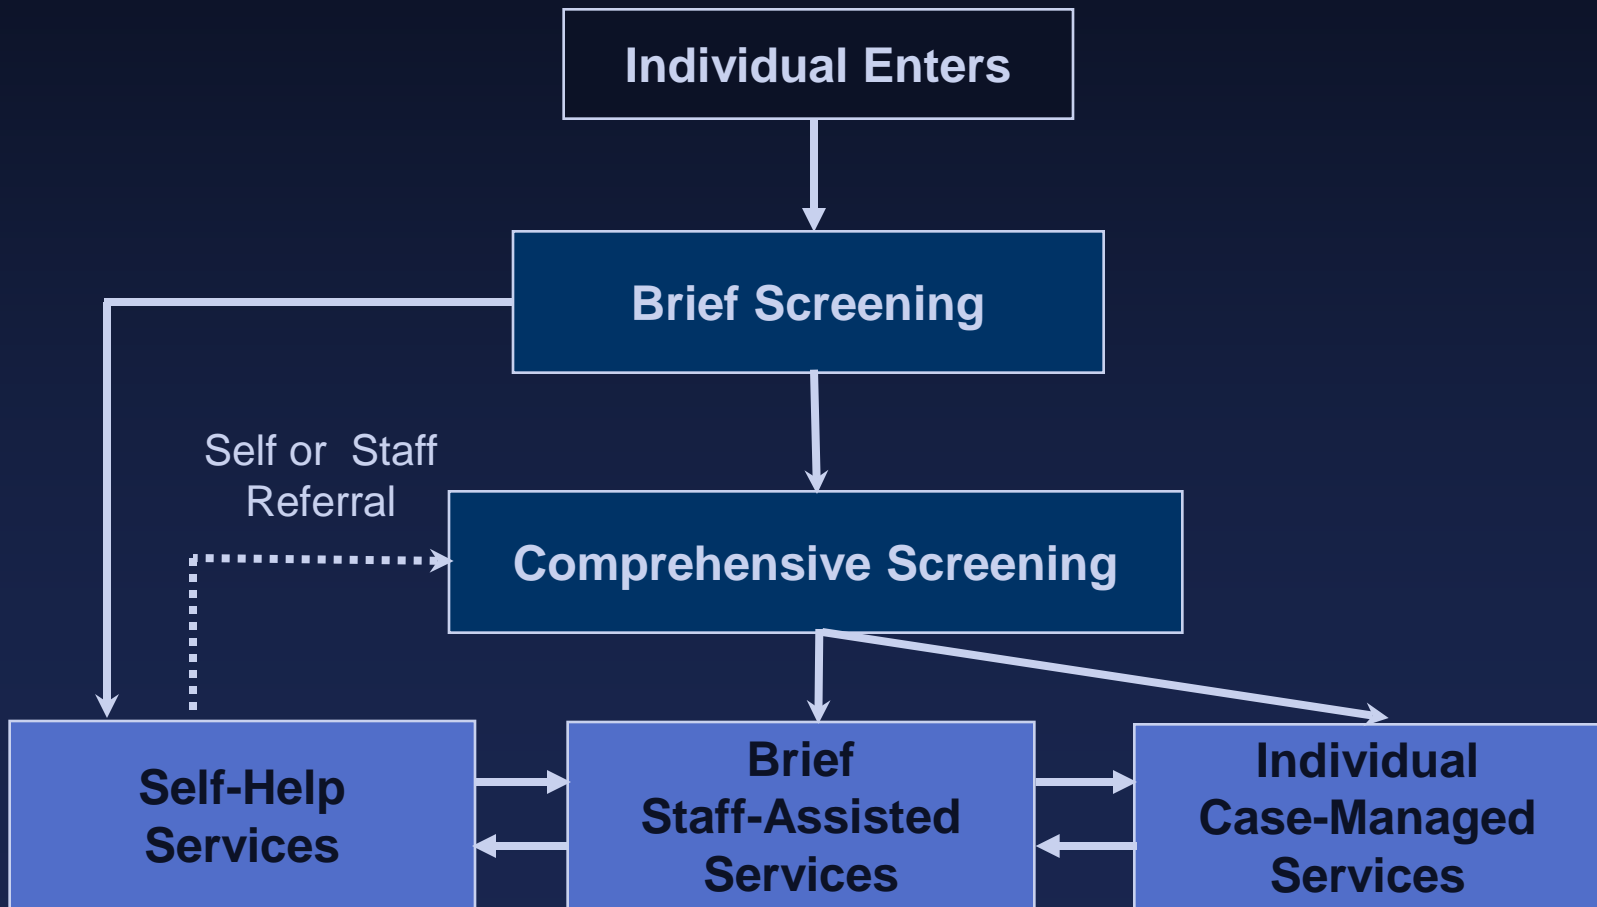 Individual Enters
Brief Screening
Self or Staff
Referral
Comprehensive Screening
Self-Help
Services
Brief
Staff-Assisted
Services
Individual
Case-Managed
Services